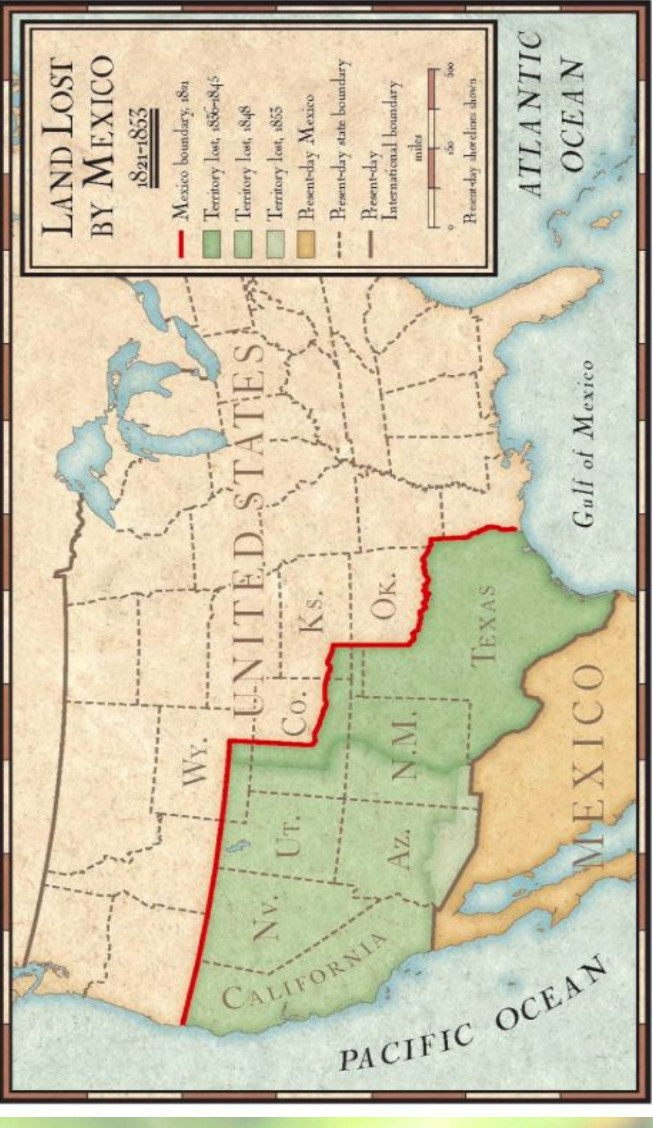 LAND LOST
BY MEXICO
1821-1853
Mexico boundary, 1821
Territory lost, 1836-1845
Territory lost, 1848
Territory lost, 1853
Present-day Mexico
Present-day state boundary
Present-day
International boundary
miles
0
Present-day shorelines shown
ATLANTIC
OCEAN
UNITED STATES
WY.
CO.
KS.
OK.
NV.
UT.
CALIFORNIA
AZ.
N.M.
TEXAS
MEXICO
Gulf of Mexico
PACIFIC OCEAN